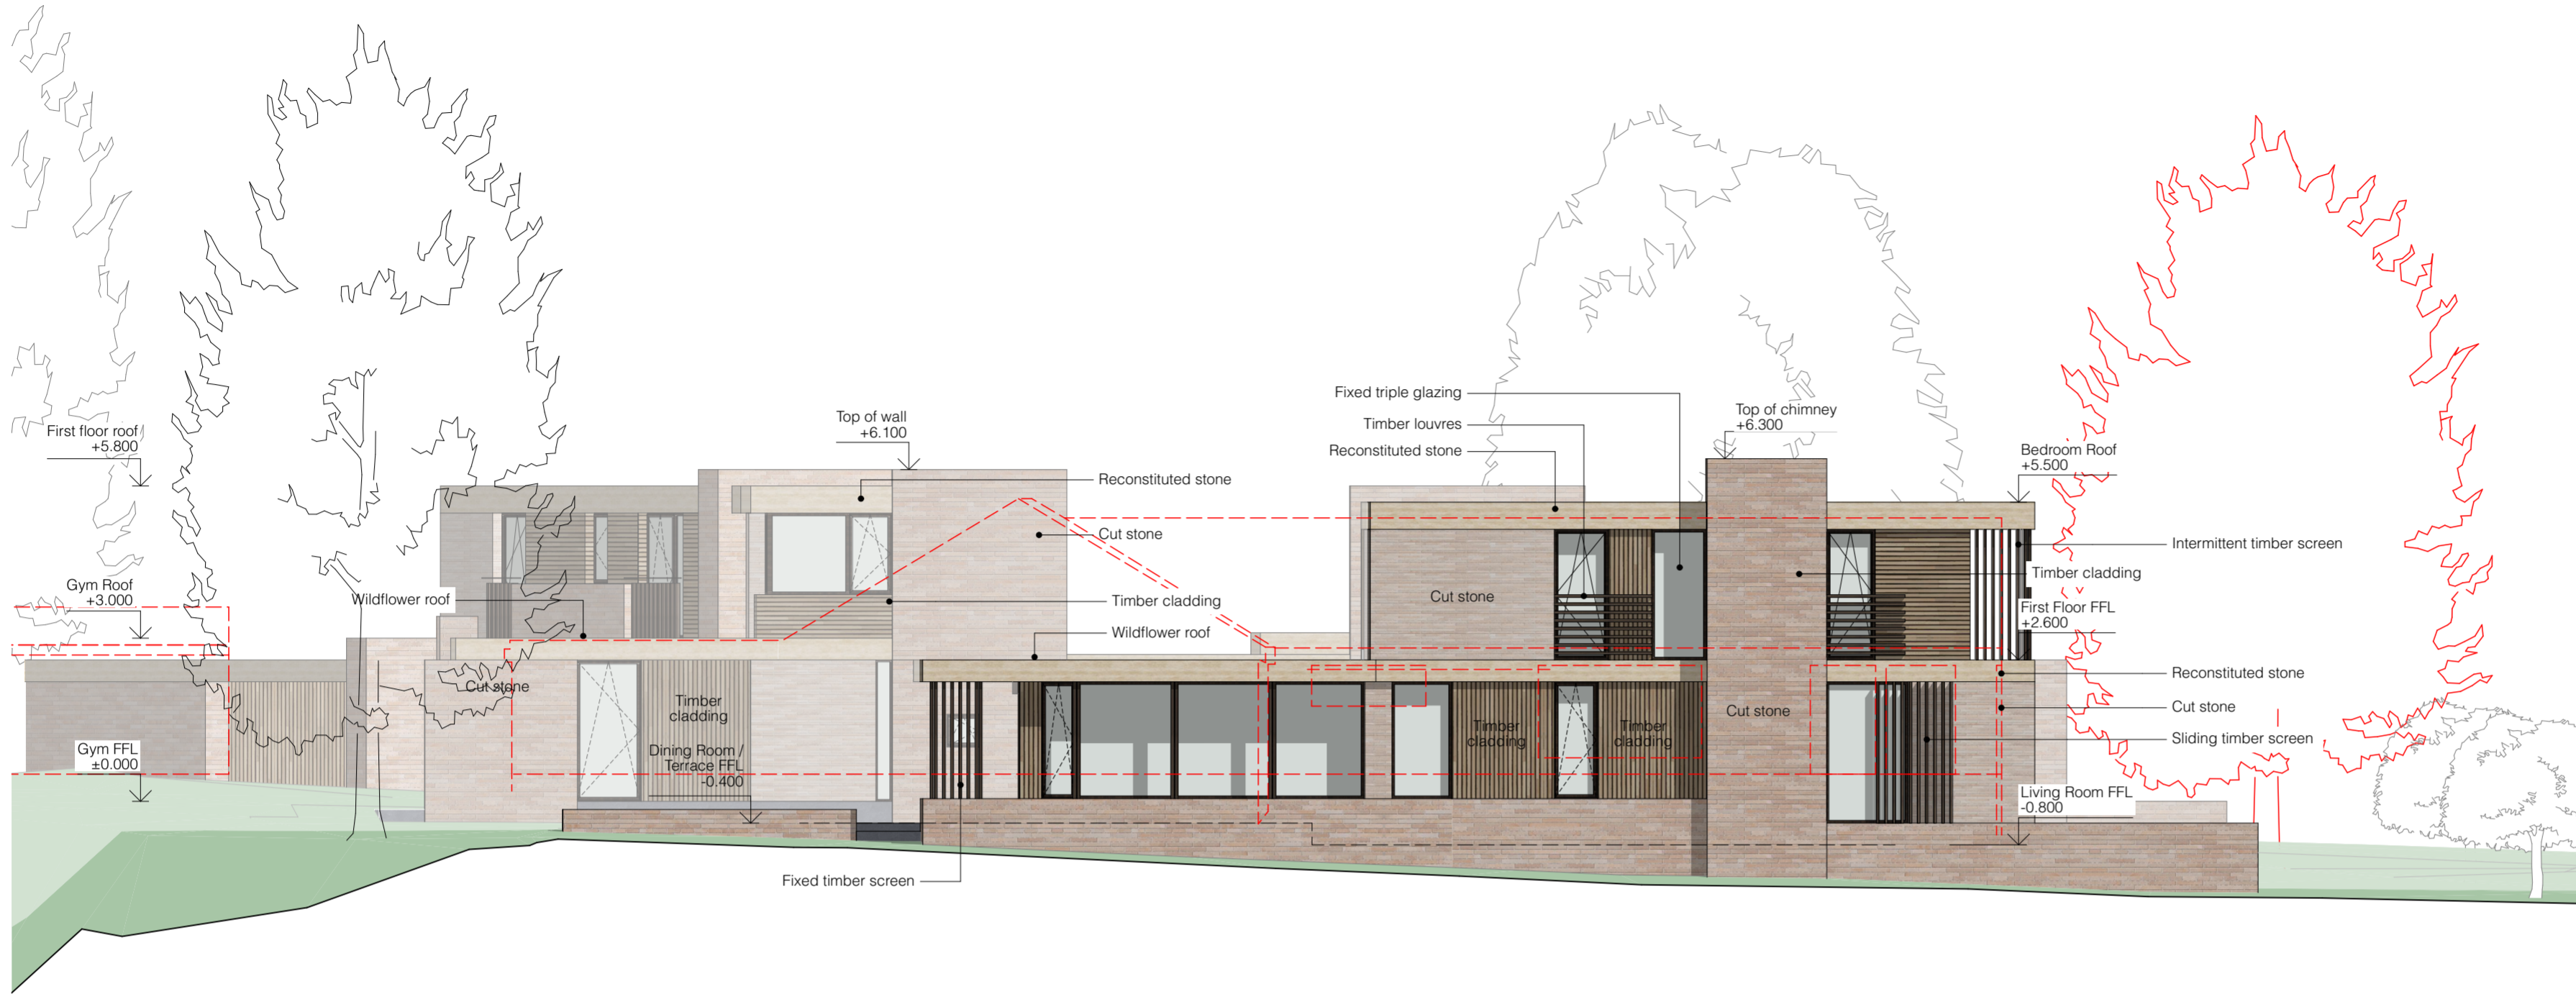 Fixed triple glazing
Timber louvres
Reconstituted stone
Top of wall
+6.100
Top of chimney
+6.300
First floor roof
+5.800
Bedroom Roof
+5.500
Reconstituted stone
Cut stone
Intermittent timber screen
Timber cladding
Gym Roof
+3.000
Wildflower roof
Timber cladding
Cut stone
First Floor FFL
+2.600
Wildflower roof
Reconstituted stone
Cut stone
Timber
cladding
Cut stone
Cut stone
Timber
cladding
Timber
cladding
Sliding timber screen
Gym FFL
±0.000
Dining Room /
Terrace FFL
-0.400
Living Room FFL
-0.800
Fixed timber screen